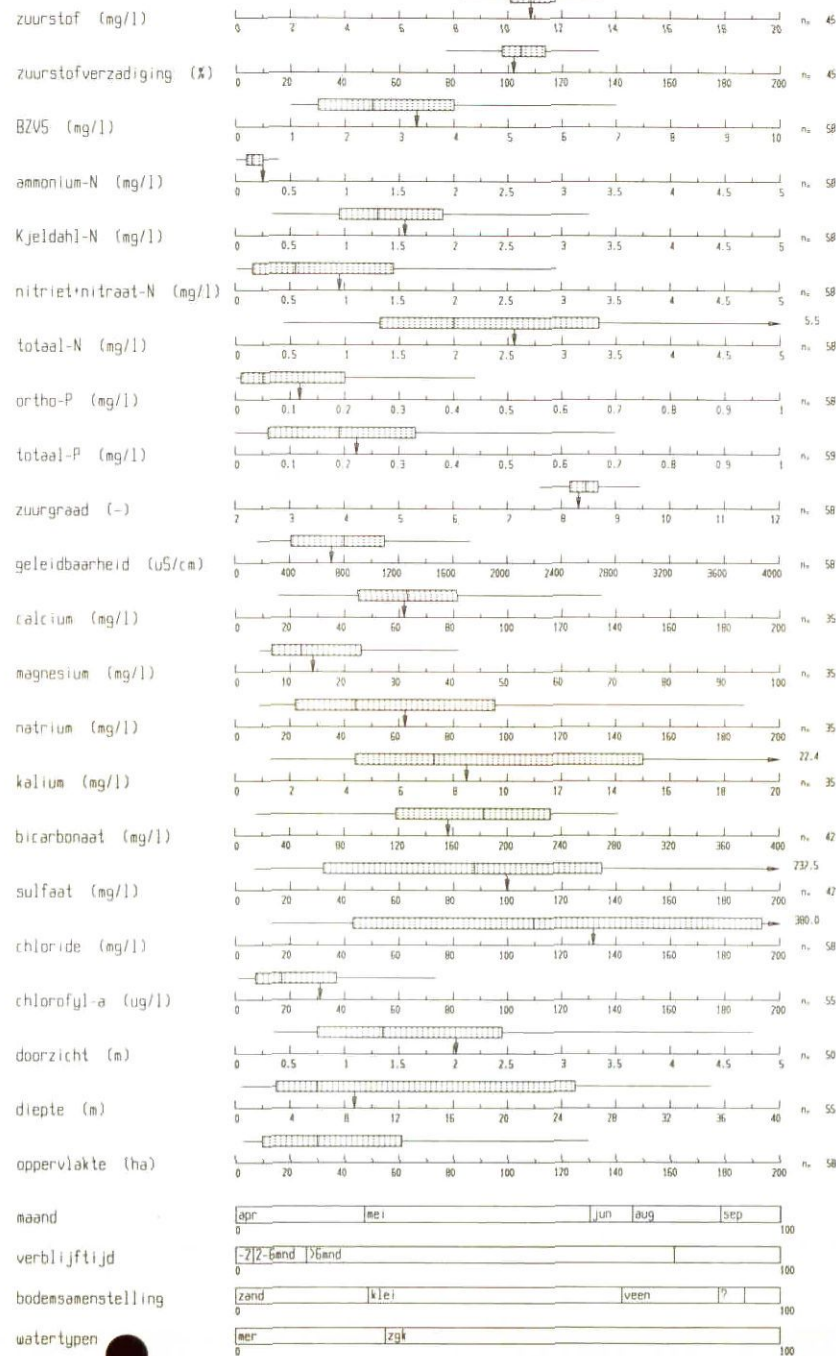 zuurstof (mg/l) 0 2 4 6 8 10 12 14 16 18 20 n= 45
zuurstofverzadiging (%) 0 20 40 60 80 100 120 140 160 180 200 n= 45
BZV5 (mg/l) 0 1 2 3 4 5 6 7 8 9 10 n= 58
ammonium-N (mg/l) 0 0.5 1 1.5 2 2.5 3 3.5 4 4.5 5 n= 58
Kjeldahl-N (mg/l) 0 0.5 1 1.5 2 2.5 3 3.5 4 4.5 5 n= 58
nitriet+nitraat-N (mg/l) 0 0.5 1 1.5 2 2.5 3 3.5 4 4.5 5 n= 58
5.5
totaal-N (mg/l) 0 0.5 1 1.5 2 2.5 3 3.5 4 4.5 5 n= 58
ortho-P (mg/l) 0 0.1 0.2 0.3 0.4 0.5 0.6 0.7 0.8 0.9 1 n= 58
totaal-P (mg/l) 0 0.1 0.2 0.3 0.4 0.5 0.6 0.7 0.8 0.9 1 n= 59
zuurgraad (-) 2 3 4 5 6 7 8 9 10 11 12 n= 58
geleidbaarheid (uS/cm) 0 400 800 1200 1600 2000 2400 2800 3200 3600 4000 n= 58
calcium (mg/l) 0 20 40 60 80 100 120 140 160 180 200 n= 35
magnesium (mg/l) 0 10 20 30 40 50 60 70 80 90 100 n= 35
natrium (mg/l) 0 20 40 60 80 100 120 140 160 180 200 n= 35
22.4
kalium (mg/l) 0 2 4 6 8 10 12 14 16 18 20 n= 35
bicarbonaat (mg/l) 0 40 80 120 160 200 240 280 320 360 400 n= 42
237.5
sulfaat (mg/l) 0 20 40 60 80 100 120 140 160 180 200 n= 42
380.0
chloride (mg/l) 0 20 40 60 80 100 120 140 160 180 200 n= 58
chlorofyl-a (ug/l) 0 20 40 60 80 100 120 140 160 180 200 n= 55
doorzicht (m) 0 0.5 1 1.5 2 2.5 3 3.5 4 4.5 5 n= 50
diepte (m) 0 4 8 12 16 20 24 28 32 36 40 n= 55
oppervlakte (ha) 0 20 40 60 80 100 120 140 160 180 200 n= 58
maand apr mei jun aug sep
0 100
verblijftijd -2 2-6mnd >6mnd
0 100
bodemsamenstelling zand klei veen ?
0 100
watertypen mer zgk
0 100